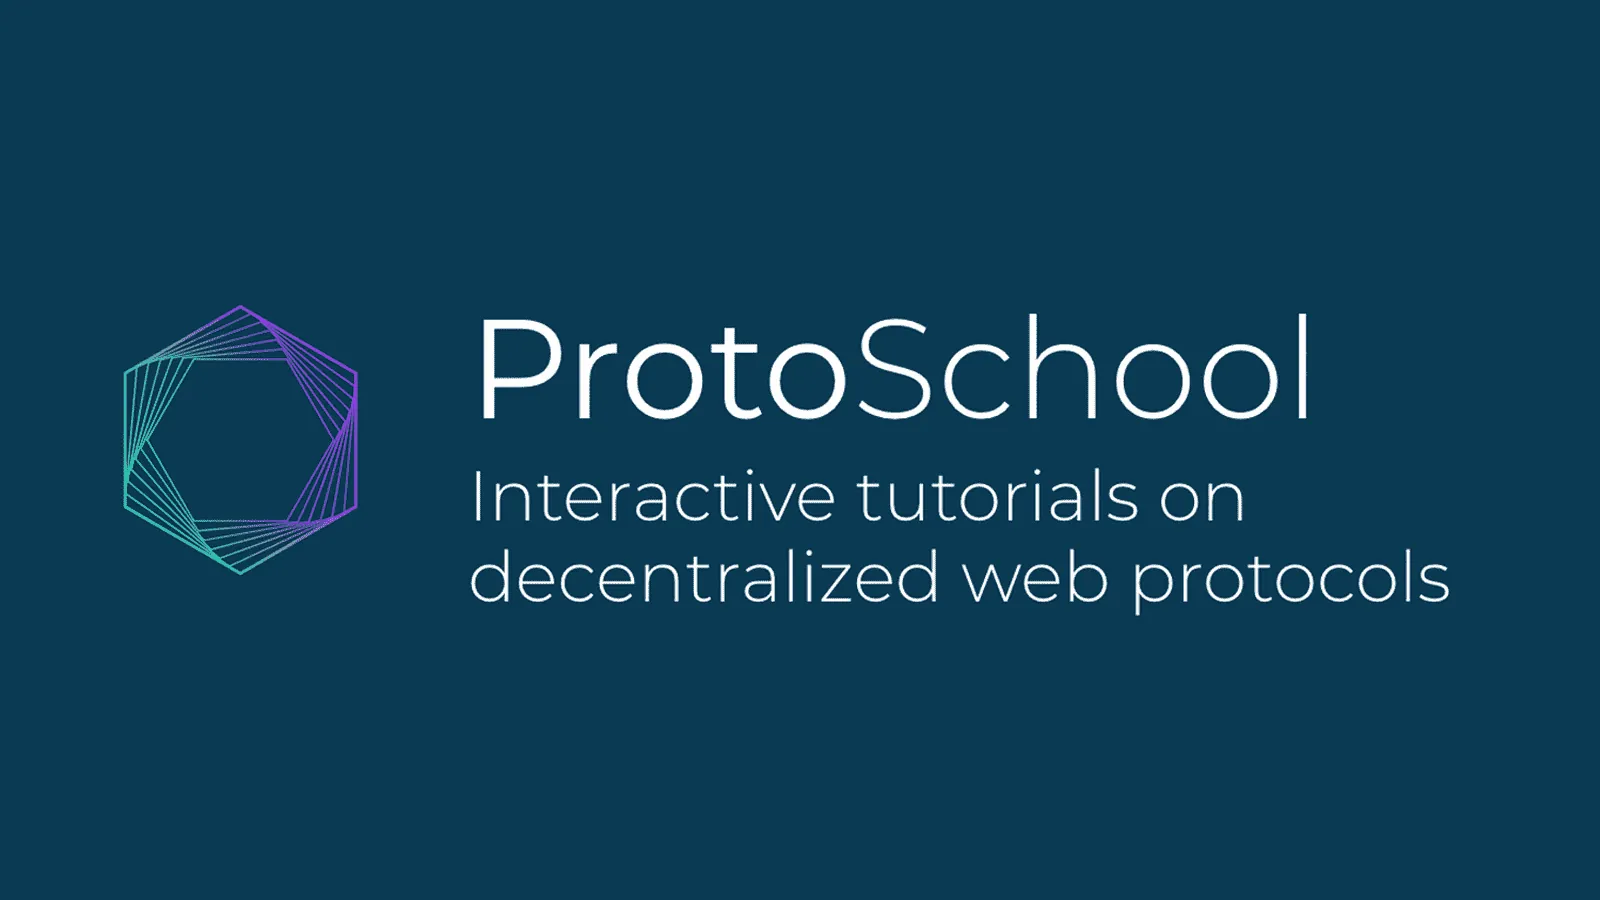 ProtoSchool
Interactive tutorials on
decentralized web protocols